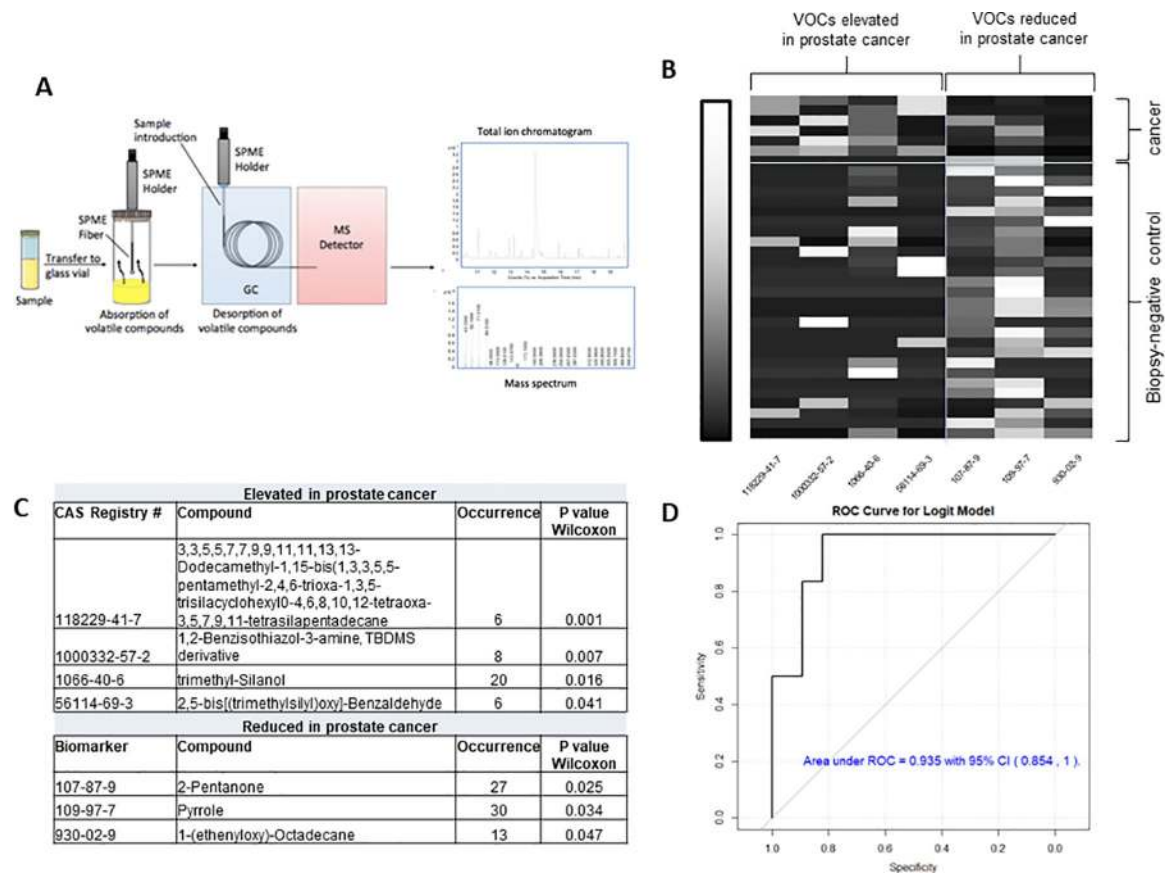 A
Sample
introduction
SPME
Holder
SPME
Holder
SPME
Fiber
Transfer to
glass vial
Sample
GC
MS
Detector
Absorption of
volatile compounds
Desorption of
volatile compounds
Total ion chromatogram
Mass spectrum
B
VOCs elevated
in prostate cancer
VOCs reduced
in prostate cancer
cancer
Biopsy-negative control
118229-41-7
1000332-57-2
1066-40-6
56114-69-3
107-87-9
109-97-7
930-02-9
C
Elevated in prostate cancer
CAS Registry # Compound Occurrence P value
Wilcoxon
3,3,5,5,7,7,9,9,11,11,13,13-
Dodecamethyl-1,15-bis(1,3,3,5,5-
pentamethyl-2,4,6-trioxa-1,3,5-
trisilacyclohexyl0-4,6,8,10,12-tetraoxa-
118229-41-7 3,5,7,9,11-tetrasilapentadecane 6 0.001
1,2-Benzisothiazol-3-amine, TBDMS
1000332-57-2 derivative 8 0.007
1066-40-6 trimethyl-Silanol 20 0.016
56114-69-3 2,5-bis[(trimethylsilyl)oxy]-Benzaldehyde 6 0.041
Reduced in prostate cancer
Biomarker Compound Occurrence P value
Wilcoxon
107-87-9 2-Pentanone 27 0.025
109-97-7 Pyrrole 30 0.034
930-02-9 1-(ethenyloxy)-Octadecane 13 0.047
D
ROC Curve for Logit Model
Sensitivity
1.0
0.8
0.6
0.4
0.2
0.0
Area under ROC = 0.935 with 95% CI ( 0.854 , 1 ).
1.0 0.8 0.6 0.4 0.2 0.0
Specificity